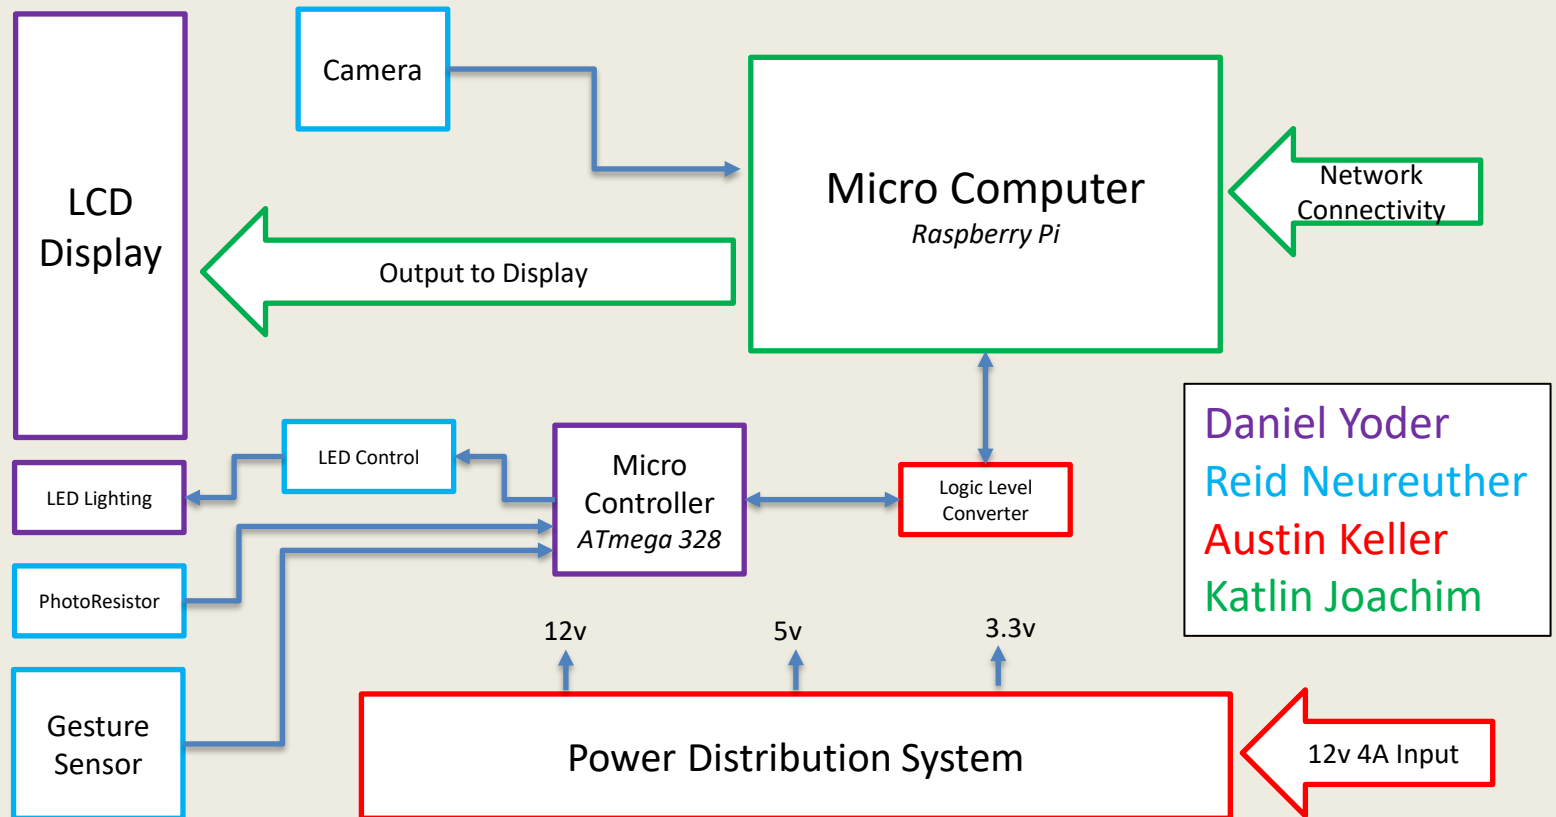 Camera
LCD
Display
Micro Computer
Raspberry Pi
Network
Connectivity
Output to Display
LED Control
LED Lighting
Micro
Controller
ATmega 328
Logic Level
Converter
PhotoResistor
Gesture
Sensor
12v
5v
3.3v
Power Distribution System
12v 4A Input
Daniel Yoder
Reid Neureuther
Austin Keller
Katlin Joachim